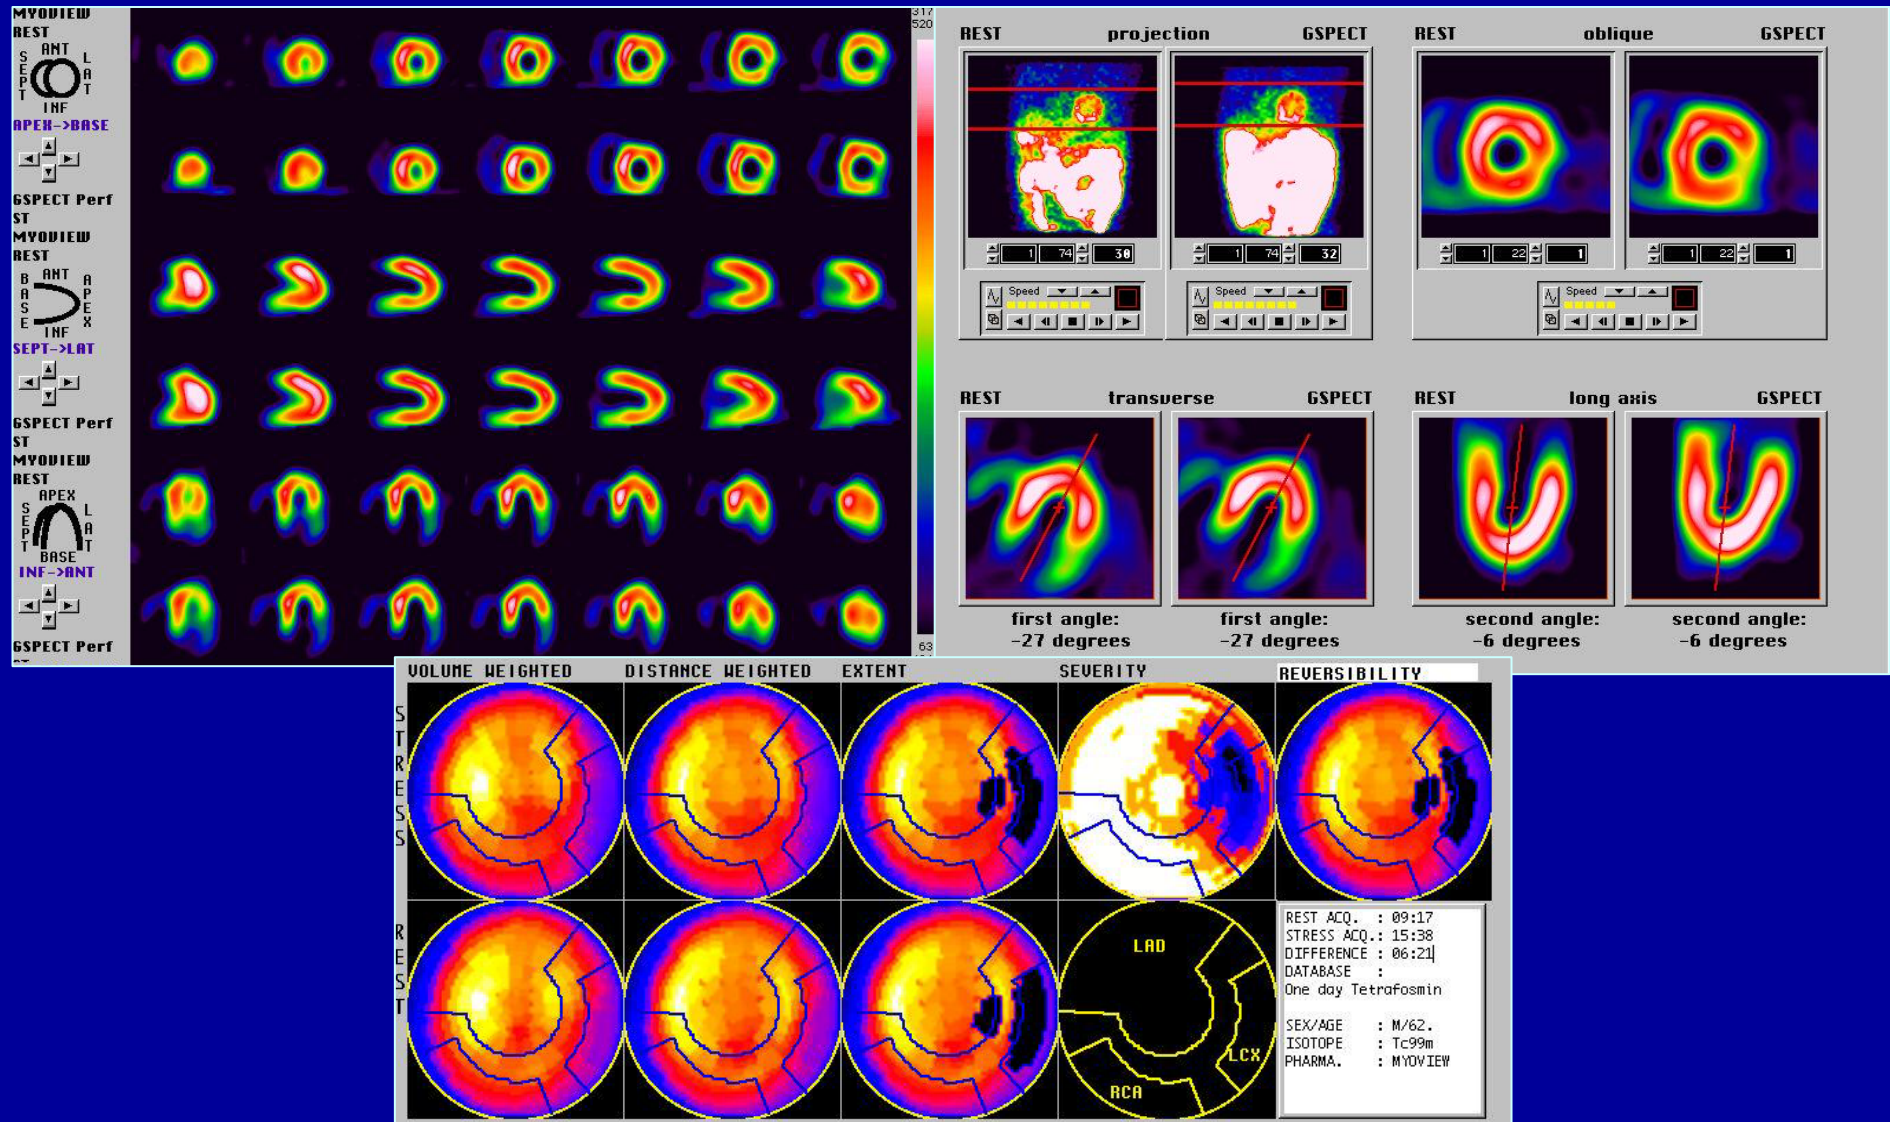 MYOVIEW
REST
ANT
SEPT
LAT
INF
APEX->BASE
GSPECT Perf
ST
MYOVIEW
REST
ANT
BASE
APEX
INF
SEPT->LAT
GSPECT Perf
ST
MYOVIEW
REST
APEX
SEPT
LAT
BASE
INF->ANT
GSPECT Perf
317
520
63
REST projection GSPECT
1 74 30
1 74 32
Speed
Speed
REST oblique GSPECT
1 22 1
1 22 1
Speed
REST transverse GSPECT
first angle:
-27 degrees
first angle:
-27 degrees
REST long axis GSPECT
second angle:
-6 degrees
second angle:
-6 degrees
VOLUME WEIGHTED DISTANCE WEIGHTED EXTENT SEVERITY REVERSIBILITY
STRESS
REST
LAD
LCX
RCA
REST ACQ. : 09:17
STRESS ACQ.: 15:38
DIFFERENCE : 06:21
DATABASE :
One day Tetrofosmin
SEX/AGE : M/62.
ISOTOPE : Tc99m
PHARMA. : MYOVIEW